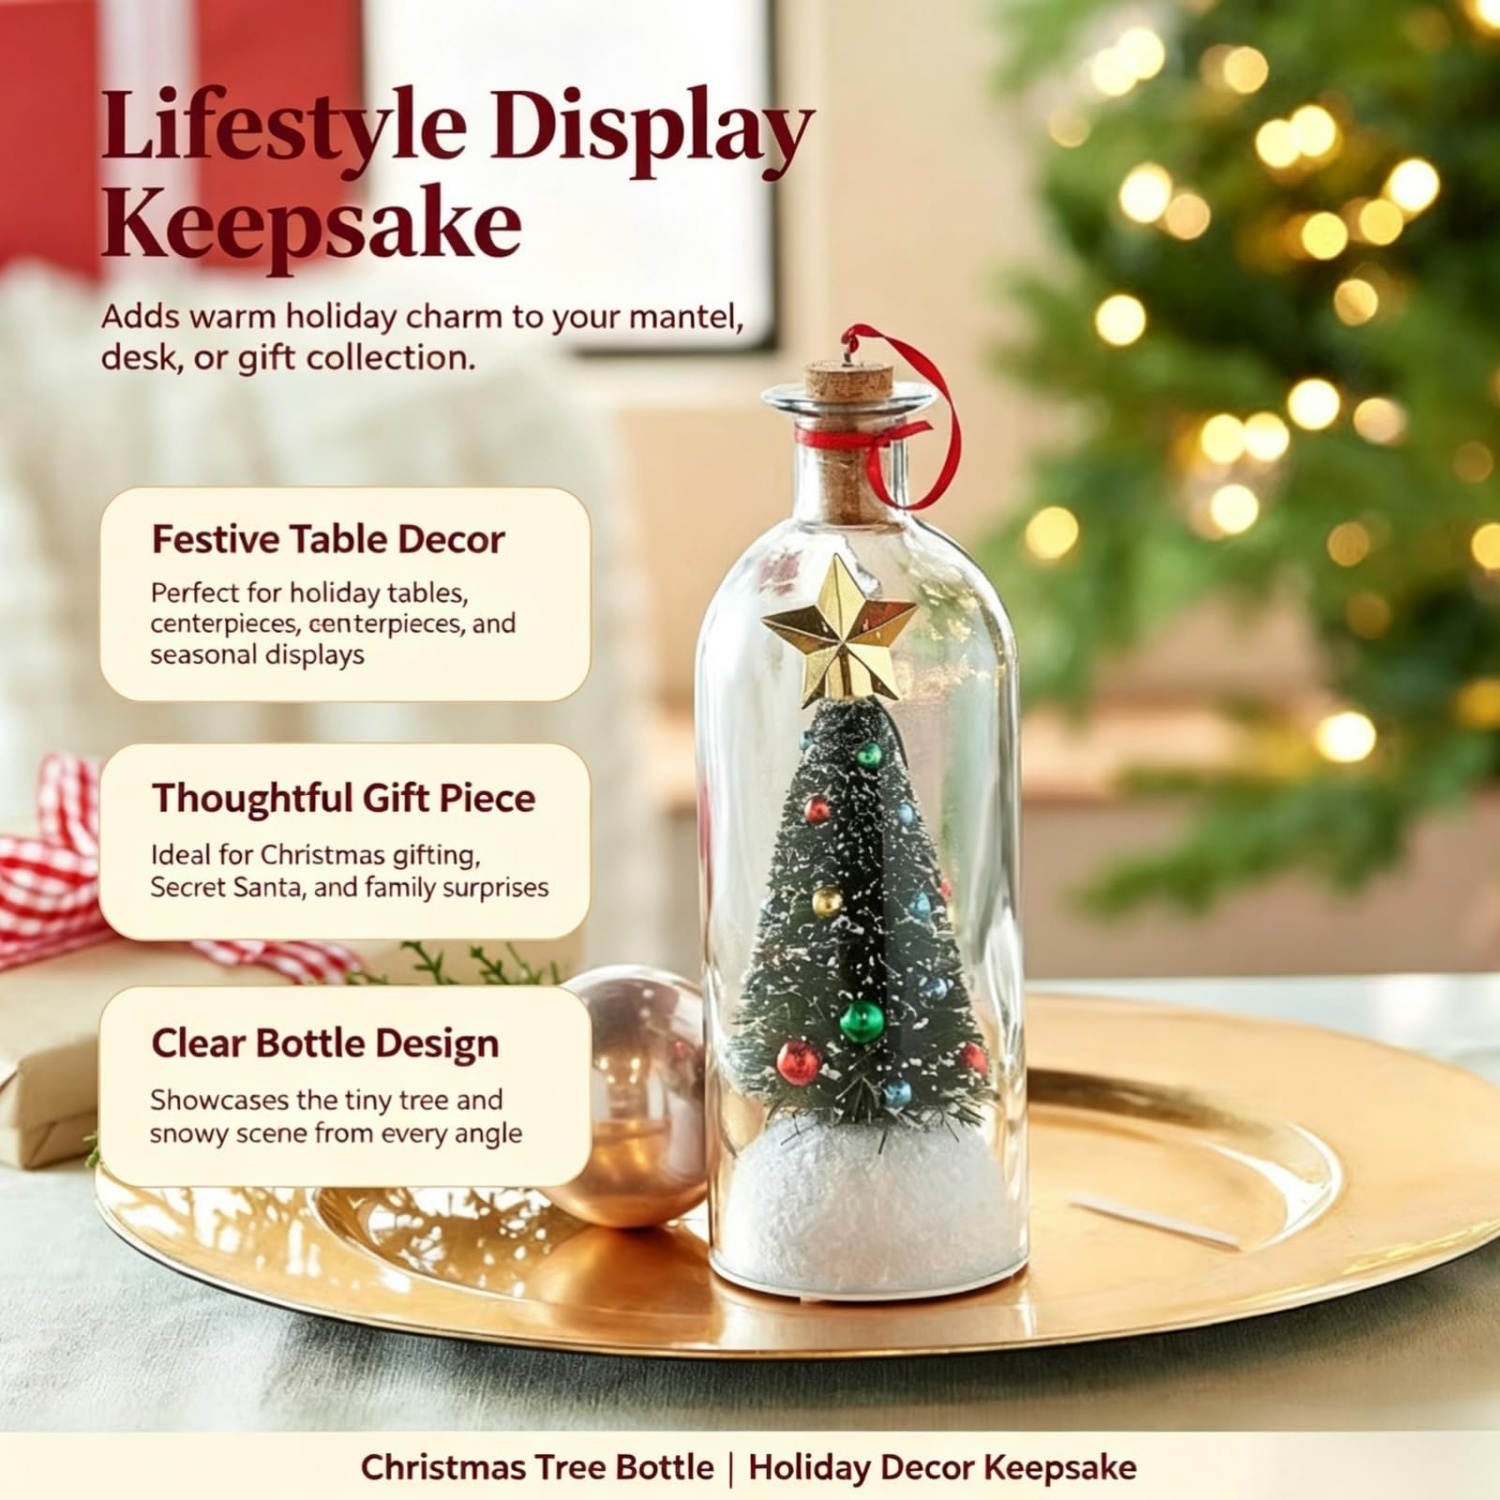 Lifestyle Display
Keepsake
Adds warm holiday charm to your mantel,
desk, or gift collection.
Festive Table Decor
Perfect for holiday tables,
centerpieces, centerpieces, and
seasonal displays
Thoughtful Gift Piece
Ideal for Christmas gifting,
Secret Santa, and family surprises
Clear Bottle Design
Showcases the tiny tree and
snowy scene from every angle
Christmas Tree Bottle | Holiday Decor Keepsake